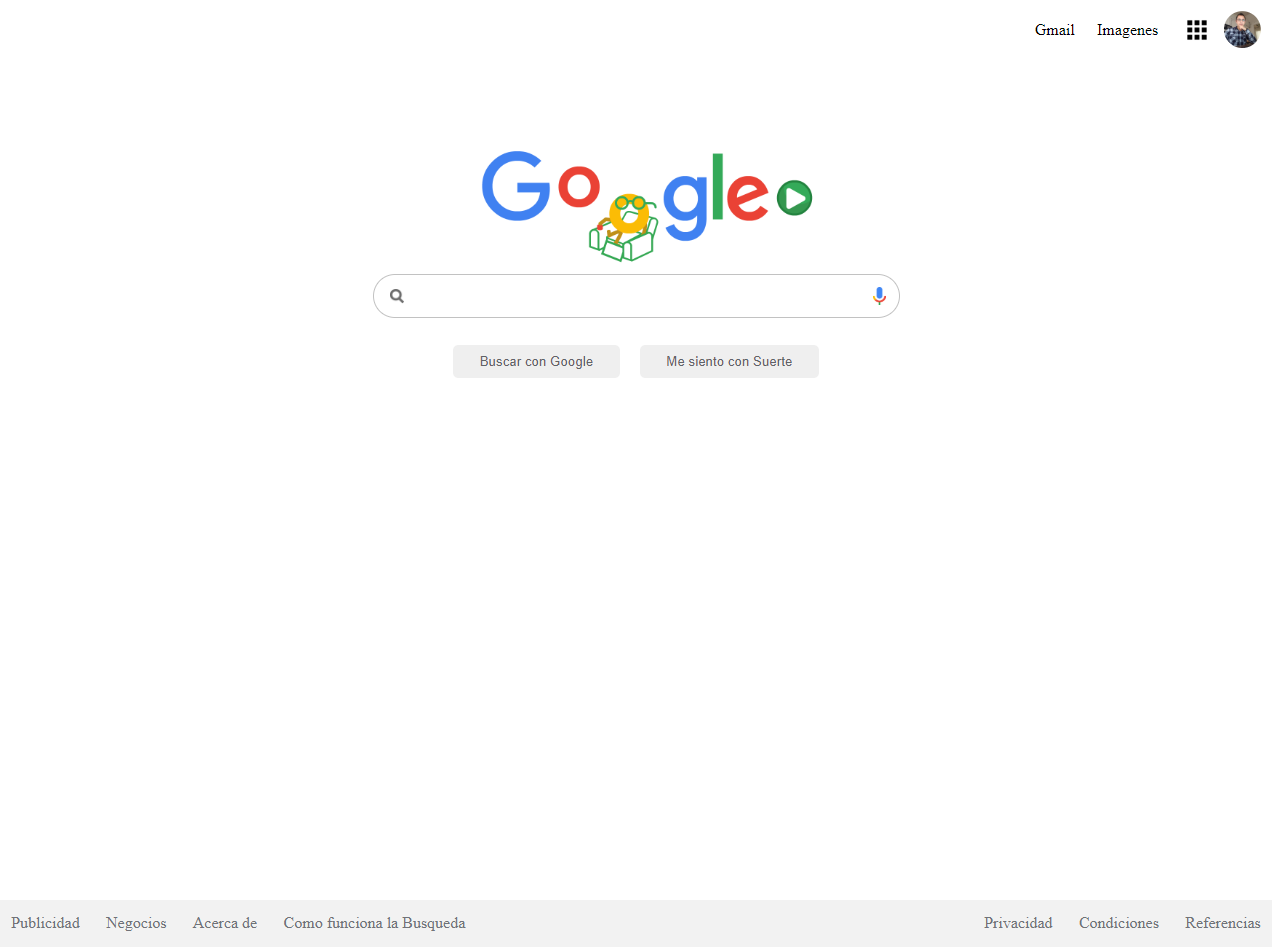 Gmail Imagenes
Google
Buscar con Google Me siento con Suerte
Publicidad Negocios Acerca de Como funciona la Busqueda Privacidad Condiciones Referencias